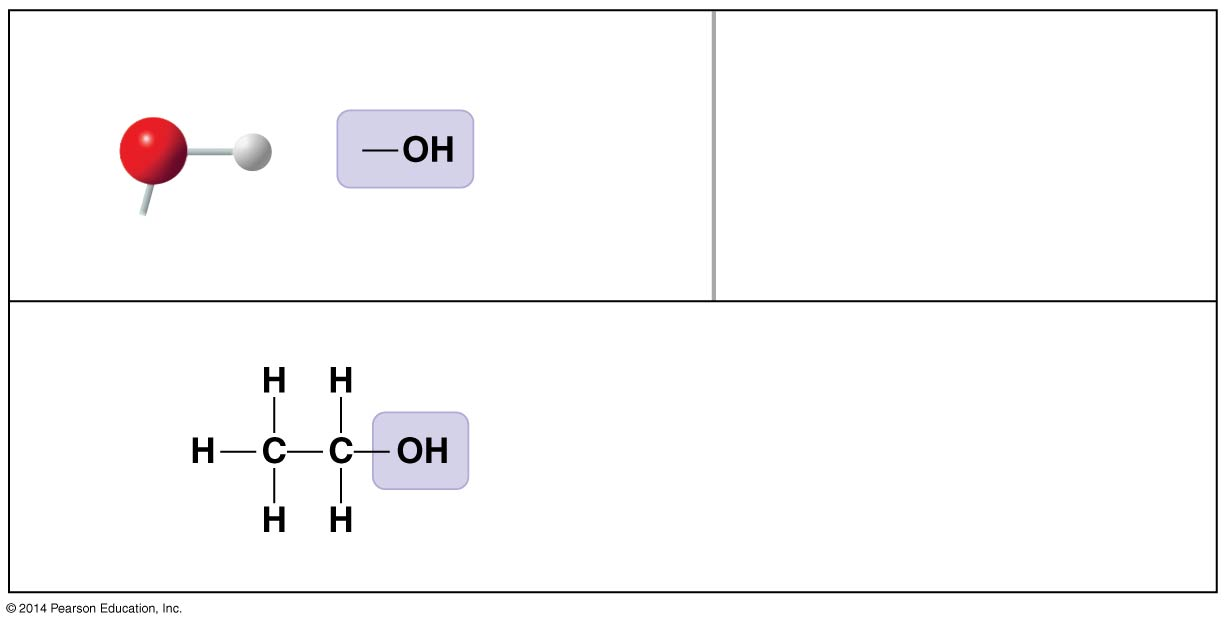 —OH
H H
H—C—C—OH
H H
© 2014 Pearson Education, Inc.